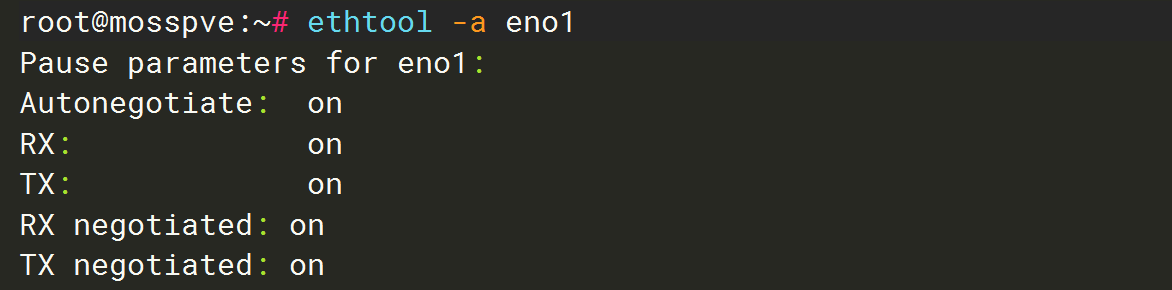 root@mosspve:~# ethtool -a eno1
Pause parameters for eno1:
Autonegotiate:  on
RX:             on
TX:             on
RX negotiated: on
TX negotiated: on